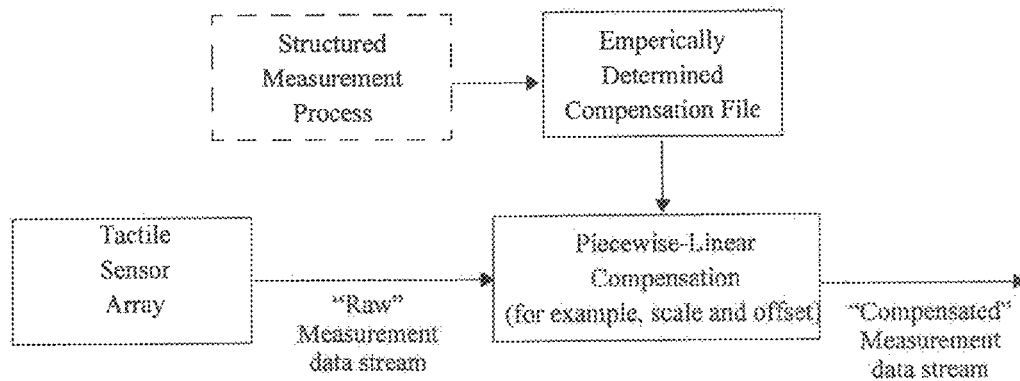 Structured
Measurement
Process
Emperically
Determined
Compensation File
Tactile
Sensor
Array
"Raw"
Measurement
data stream
Piecewise-Linear
Compensation
(for example, scale and offset)
"Compensated"
Measurement
data stream